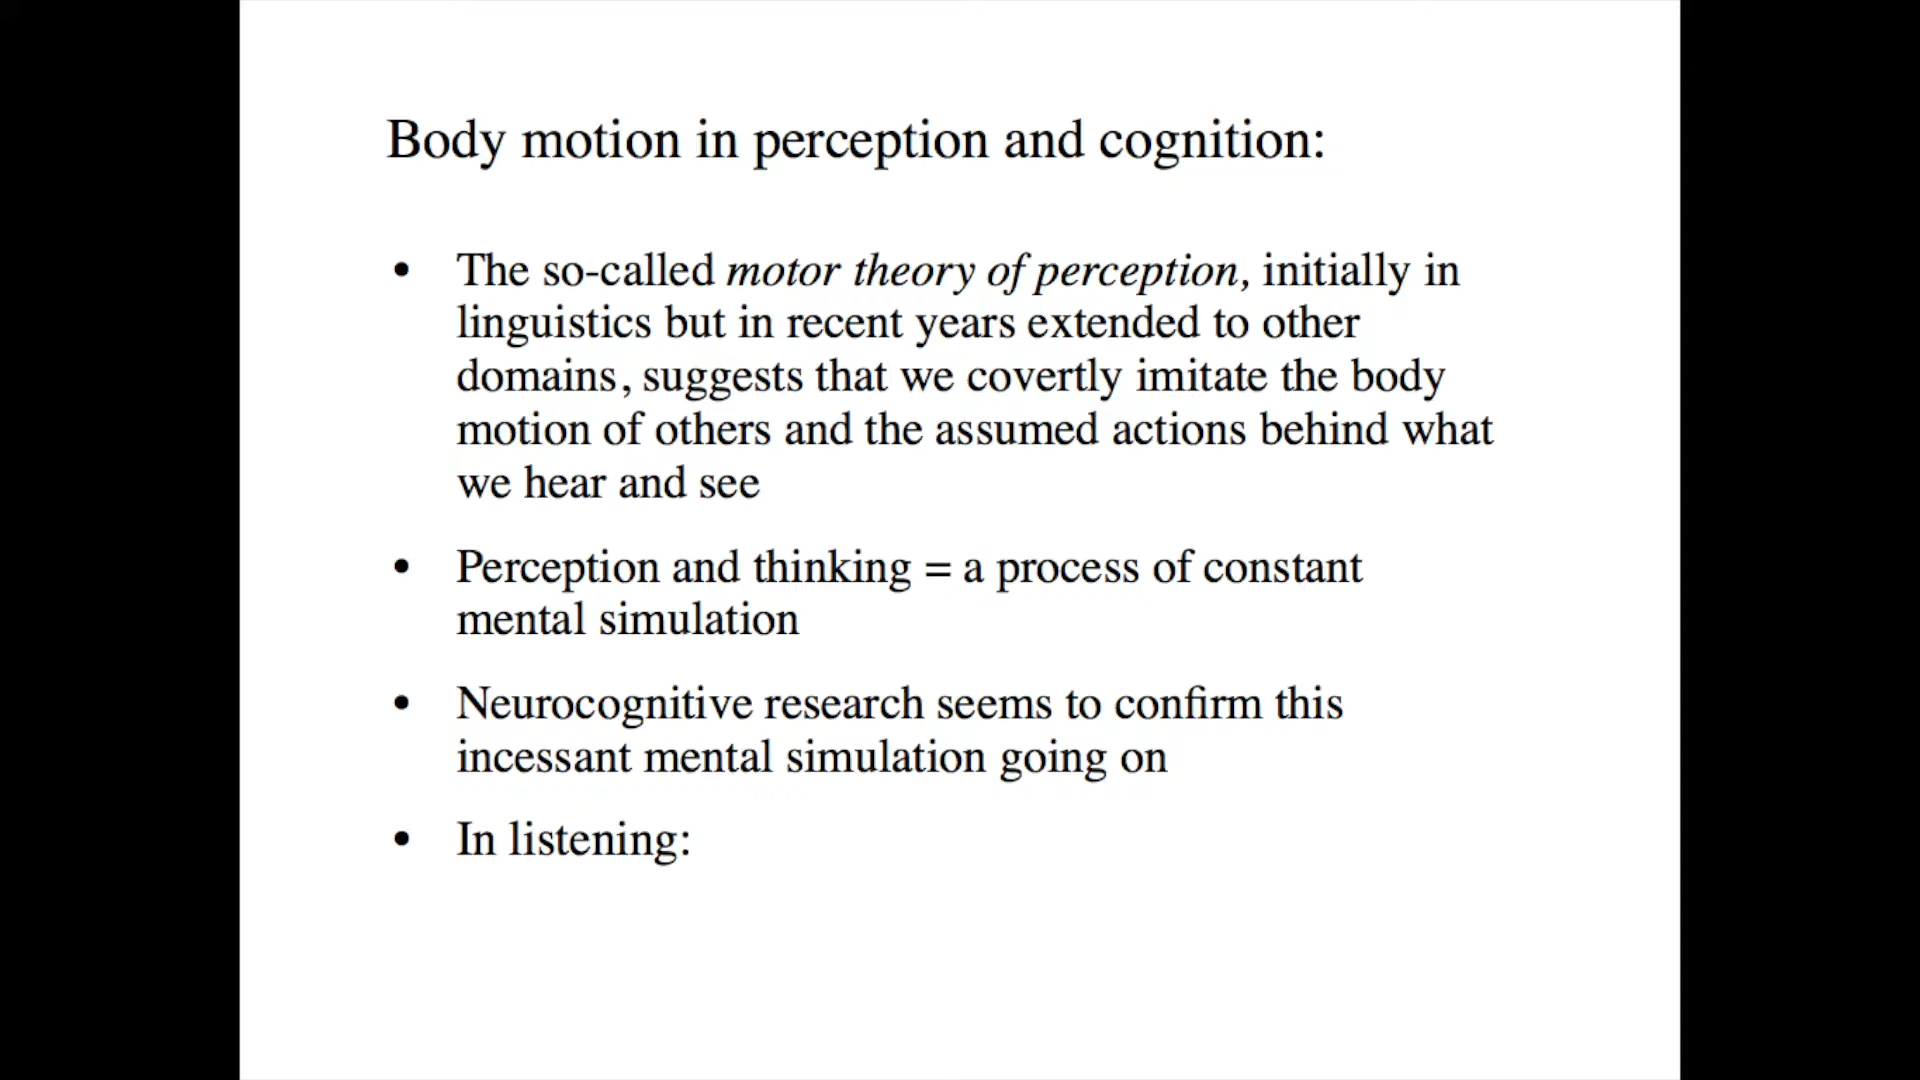 Body motion in perception and cognition:
• The so-called motor theory of perception, initially in
linguistics but in recent years extended to other
domains, suggests that we covertly imitate the body
motion of others and the assumed actions behind what
we hear and see
• Perception and thinking = a process of constant
mental simulation
• Neurocognitive research seems to confirm this
incessant mental simulation going on
• In listening: